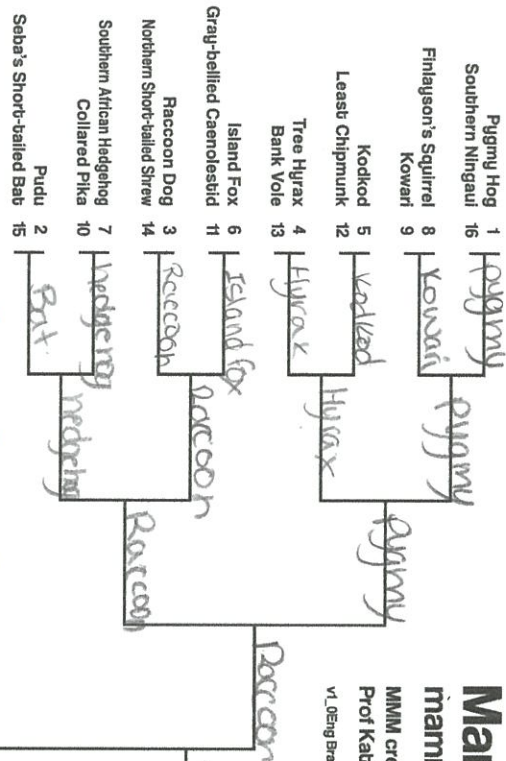 Pygmy Hog 1
Southern Ningaui 16
Finlayson's Squirrel 8
Kowari 9
Kodkod 5
Least Chipmunk 12
Tree Hyrax 4
Bank Vole 13
Island Fox 6
Gray-bellied Caenolestid 11
Raccoon Dog 3
Northern Short-tailed Shrew 14
Southern African Hedgehog 7
Collared Pika 10
Pudu 2
Seba's Short-tailed Bat 15
pygmy
Kowari
Kodkod
Hyrax
Island fox
Raccoon
hedgehog
Bat
Pygmy
Hyrax
Raccoon
hedgehog
Pygmy
Raccoon
Raccoon
Ma
mam
MMM cre
Prof Kat
v1_0Eng Bra